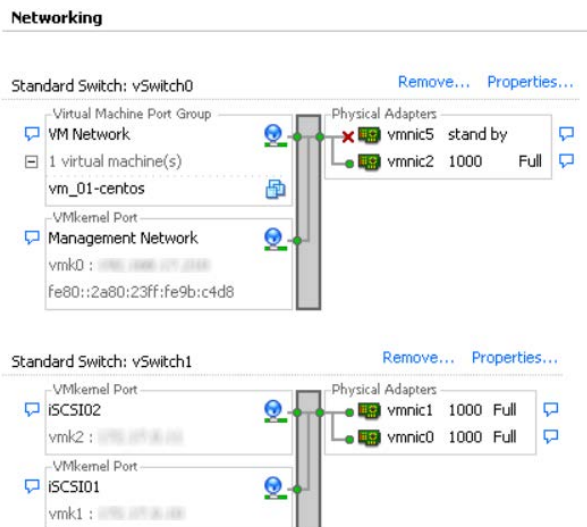 Networking
Standard Switch: vSwitch0 Remove... Properties...
Virtual Machine Port Group Physical Adapters
VM Network vmnic5 stand by
1 virtual machine(s) vmnic2 1000 Full
vm_01-centos
VMkernel Port
Management Network
vmk0 :
fe80::2a80:23ff:fe9b:c4d8
Standard Switch: vSwitch1 Remove... Properties...
VMkernel Port Physical Adapters
iSCSI02 vmnic1 1000 Full
vmk2 : vmnic0 1000 Full
VMkernel Port
iSCSI01
vmk1 :